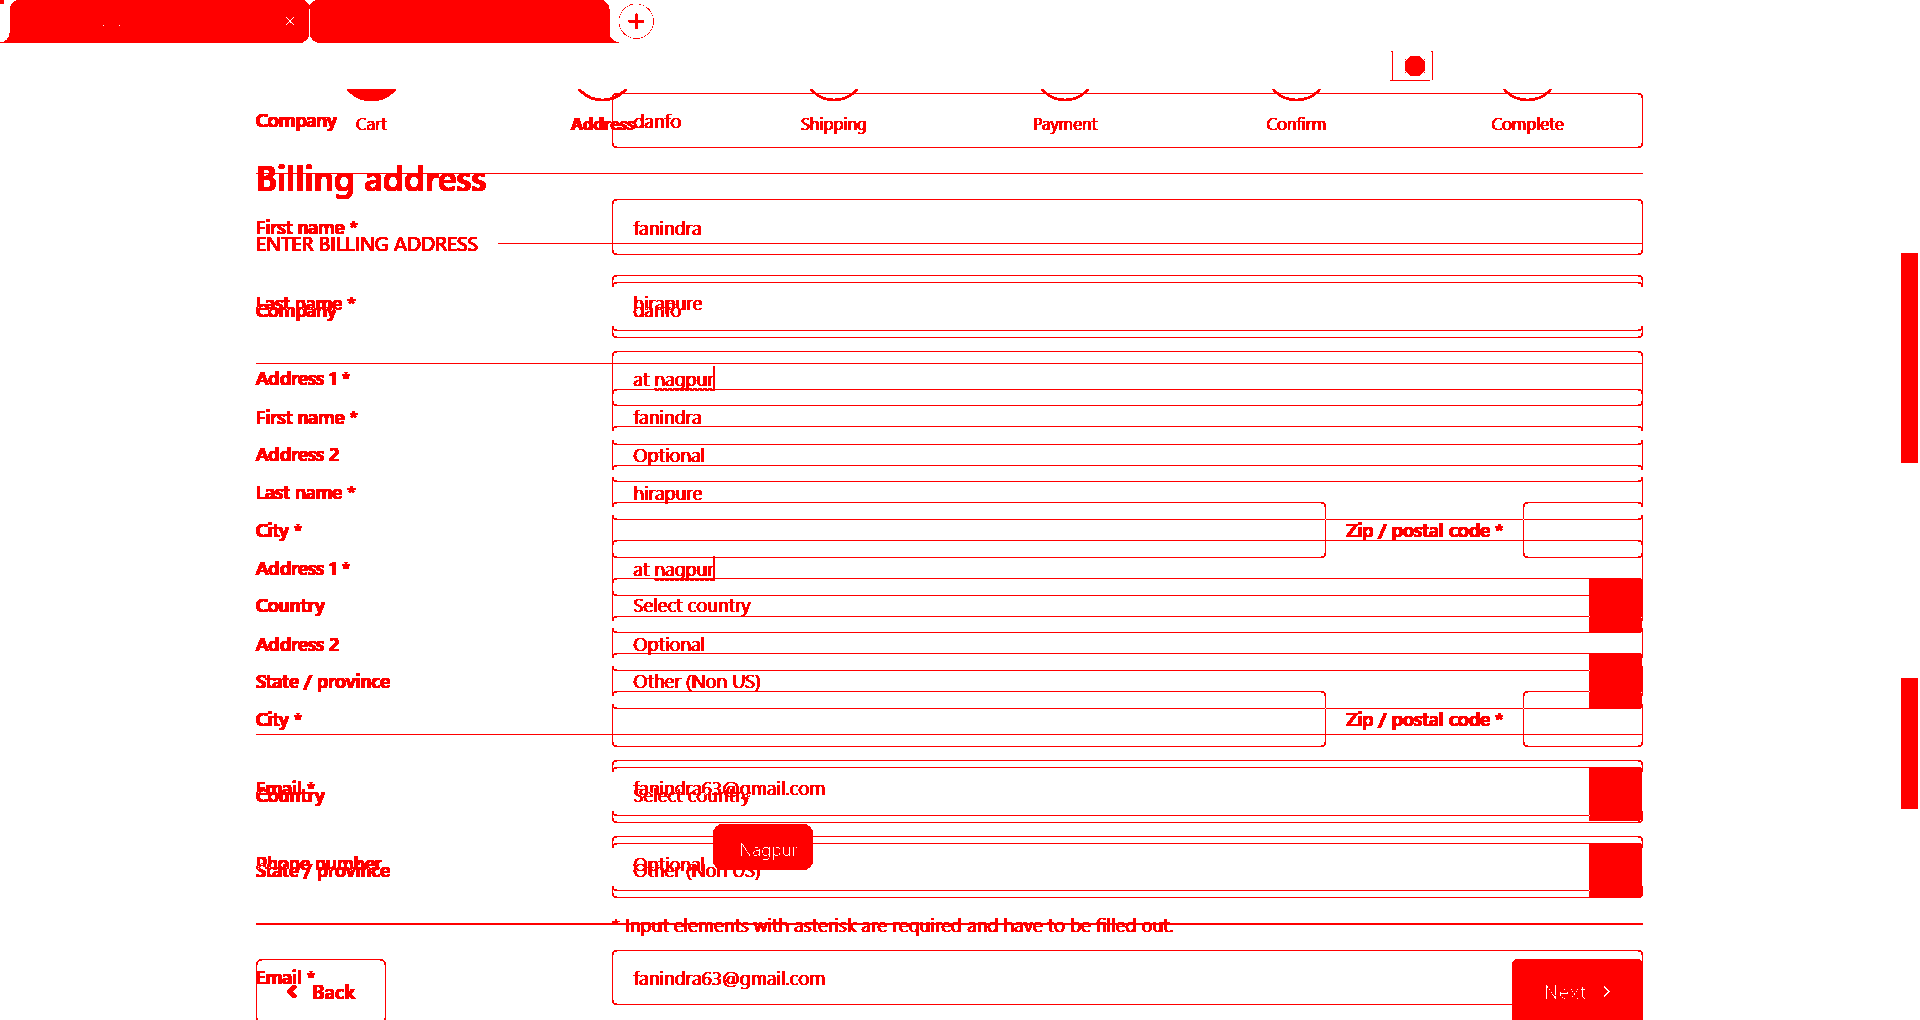 Company Cart Address danfo Shipping Payment Confirm Complete
Billing address
First name * fanindra
ENTER BILLING ADDRESS
Last name * hirapure
Company danfo
Address 1 * at nagpur
First name * fanindra
Address 2 Optional
Last name * hirapure
City * Zip / postal code *
Address 1 * at nagpur
Country Select country
Address 2 Optional
State / province Other (Non US)
City * Zip / postal code *
Email * fanindra63@gmail.com
Country Select country
Nagpur
Phone number Optional
State / province Other (Non US)
* Input elements with asterisk are required and have to be filled out.
Email * fanindra63@gmail.com
Back Next